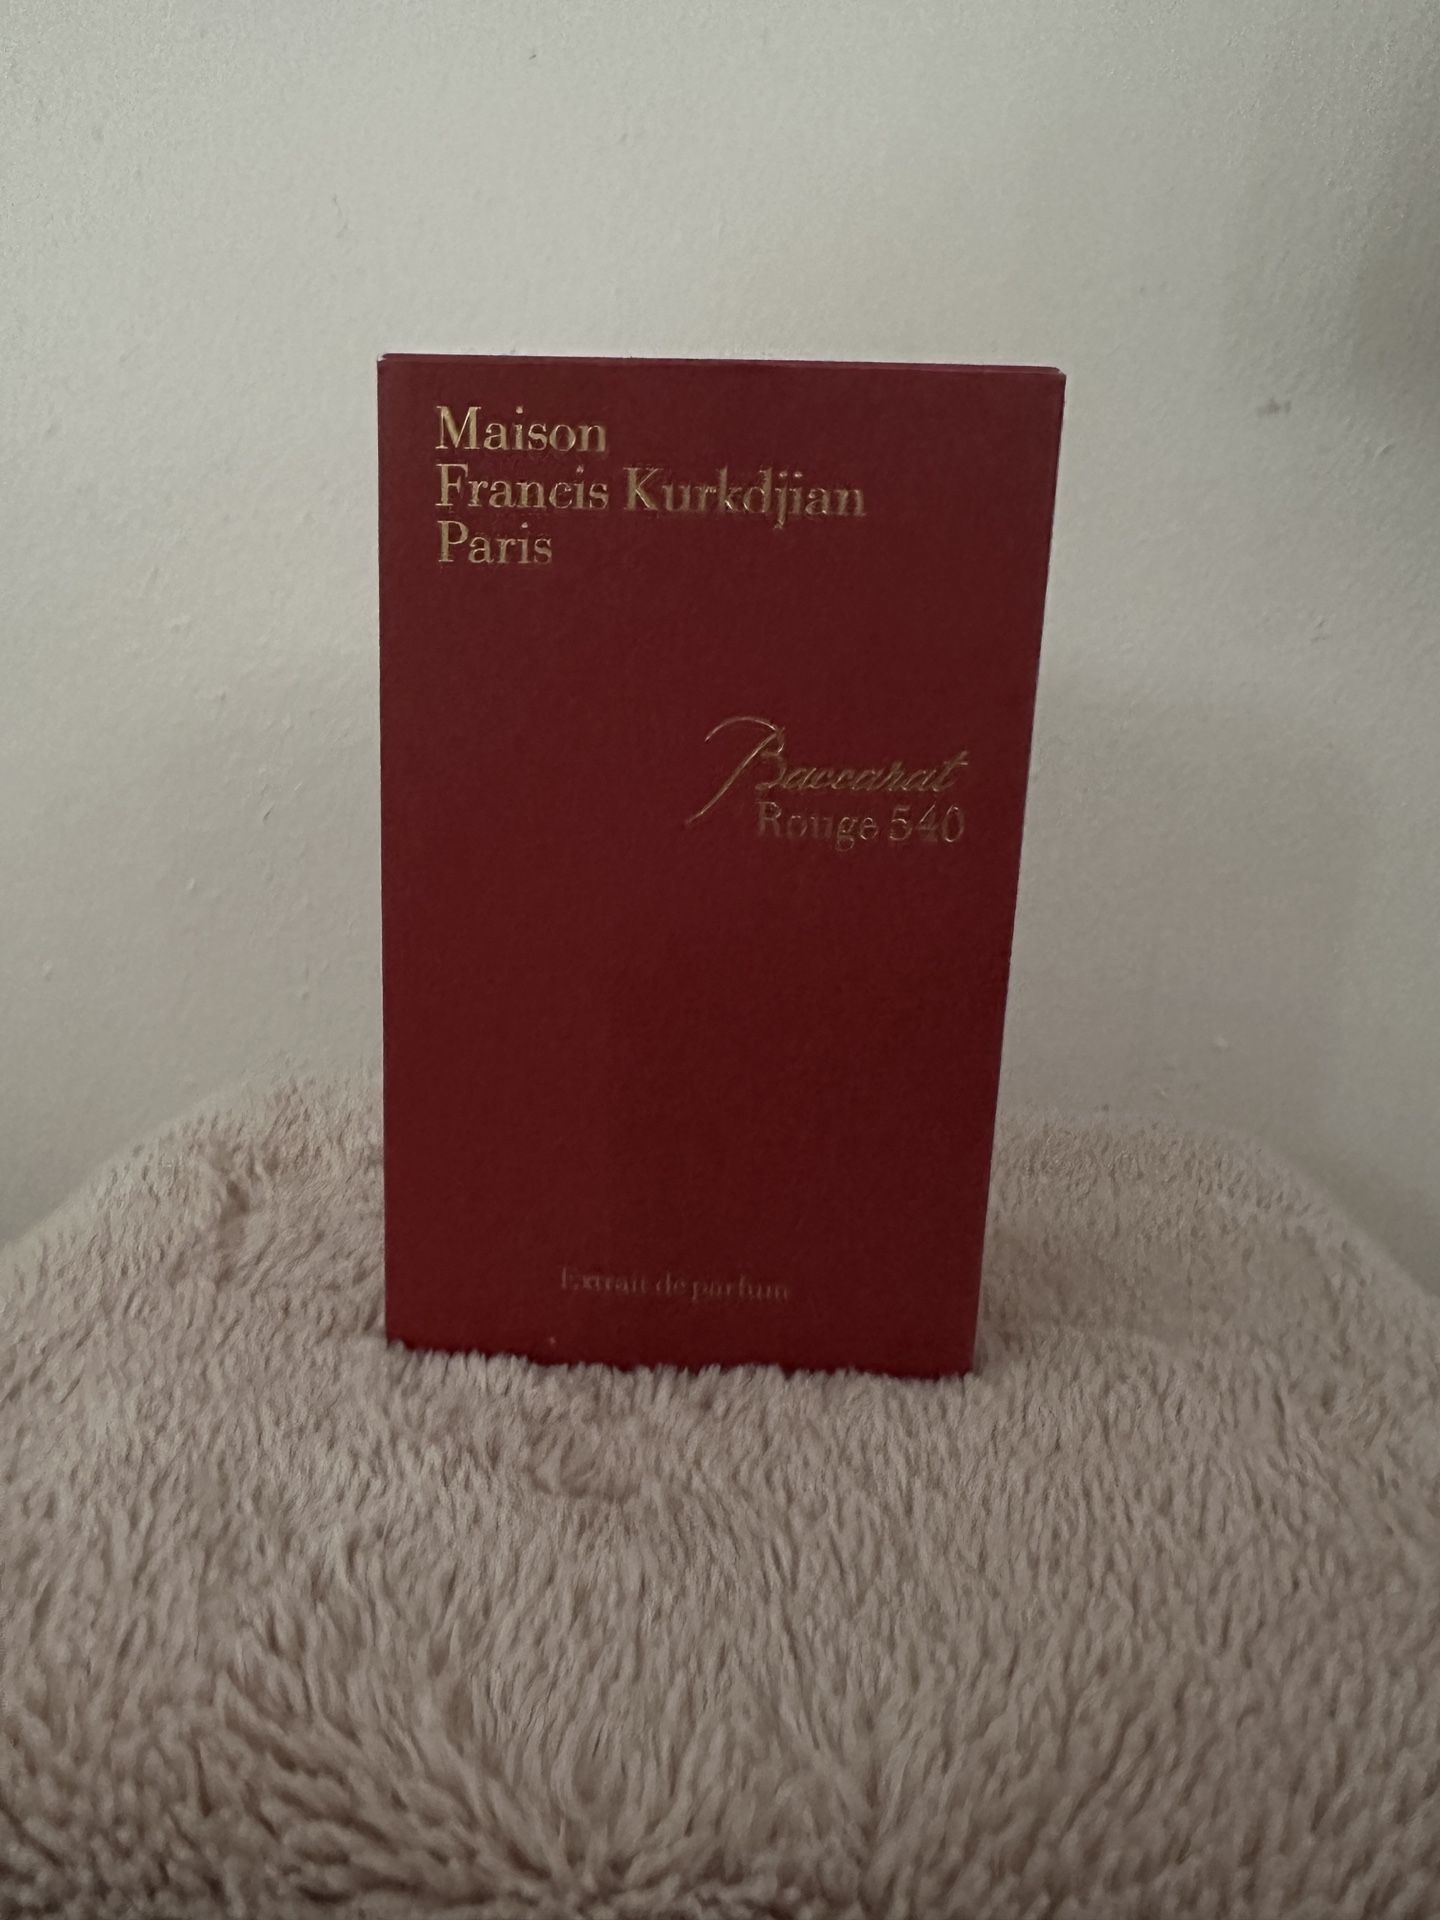 Maison
Francis Kurkdjian
Paris
Baccarat
Rouge 540
Extrait de parfum